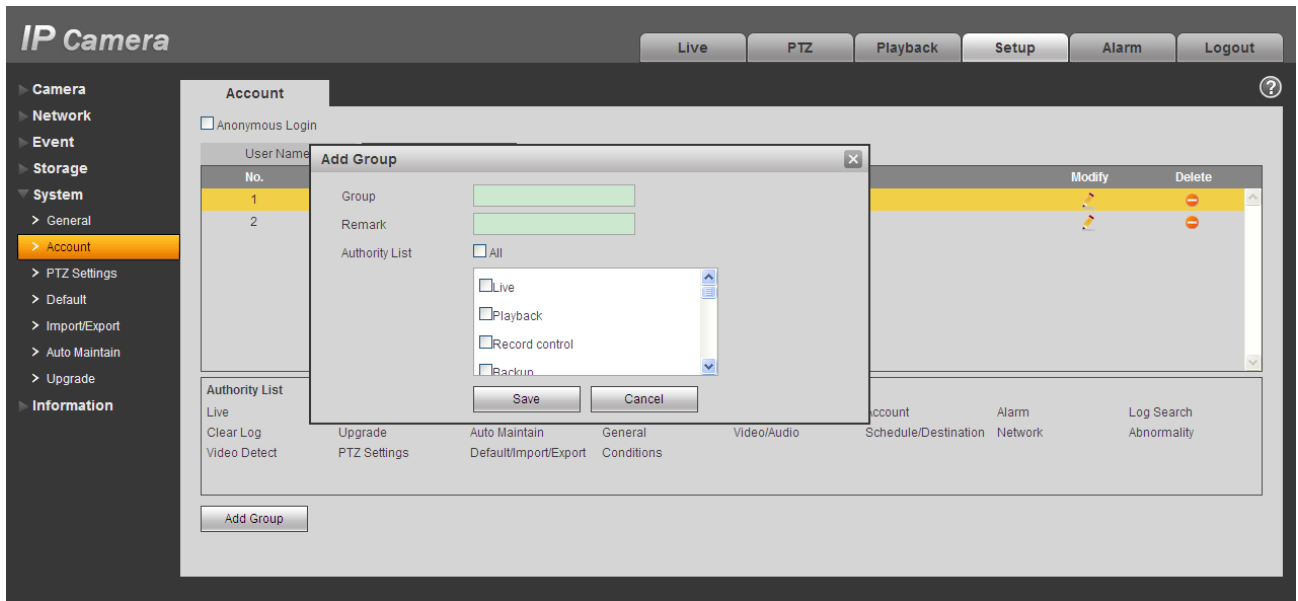 IP Camera
Live PTZ Playback Setup Alarm Logout
Camera
Network
Event
Storage
System
General
Account
PTZ Settings
Default
Import/Export
Auto Maintain
Upgrade
Information
Account
?
Anonymous Login
User Name
No. Modify Delete
1
2
Add Group
Group
Remark
Authority List All
Live
Playback
Record control
Backup
Save Cancel
Authority List
Live Account Alarm Log Search
Clear Log Upgrade Auto Maintain General Video/Audio Schedule/Destination Network Abnormality
Video Detect PTZ Settings Default/Import/Export Conditions
Add Group